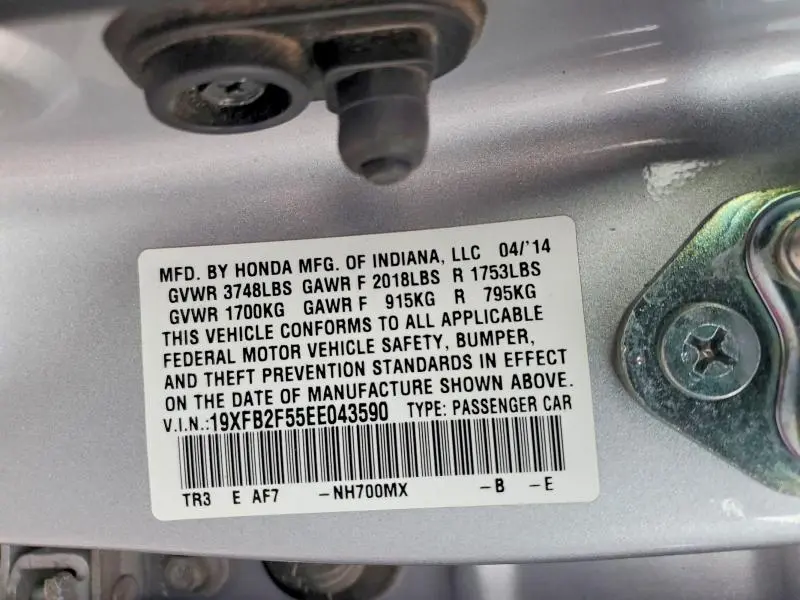 MFD. BY HONDA MFG. OF INDIANA, LLC 04/'14
GVWR 3748LBS GAWR F 2018LBS R 1753LBS
GVWR 1700KG GAWR F 915KG R 795KG
THIS VEHICLE CONFORMS TO ALL APPLICABLE
FEDERAL MOTOR VEHICLE SAFETY, BUMPER,
AND THEFT PREVENTION STANDARDS IN EFFECT
ON THE DATE OF MANUFACTURE SHOWN ABOVE.
V.I.N.:19XFB2F55EE043590 TYPE: PASSENGER CAR
TR3 E AF7 -NH700MX -B -E